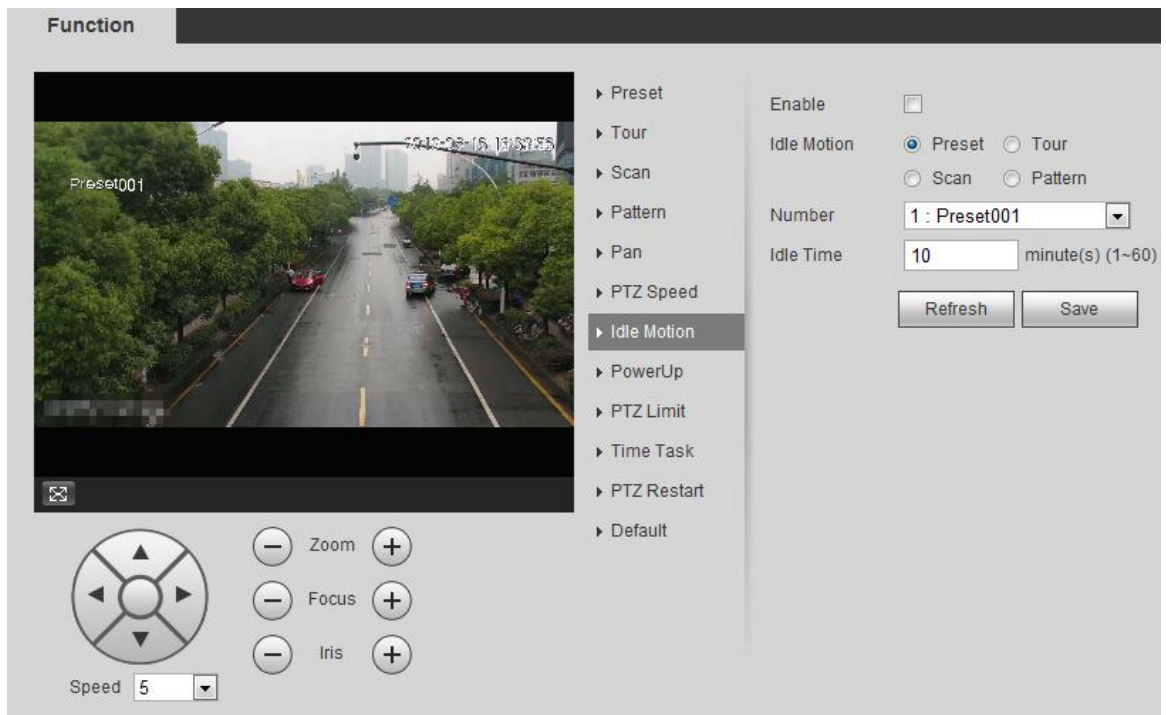 Function
Preset001
Preset
Tour
Scan
Pattern
Pan
PTZ Speed
Idle Motion
PowerUp
PTZ Limit
Time Task
PTZ Restart
Default
Enable
Idle Motion Preset Tour
Scan Pattern
Number 1 : Preset001
Idle Time 10 minute(s) (1~60)
Refresh Save
Zoom
Focus
Iris
Speed 5